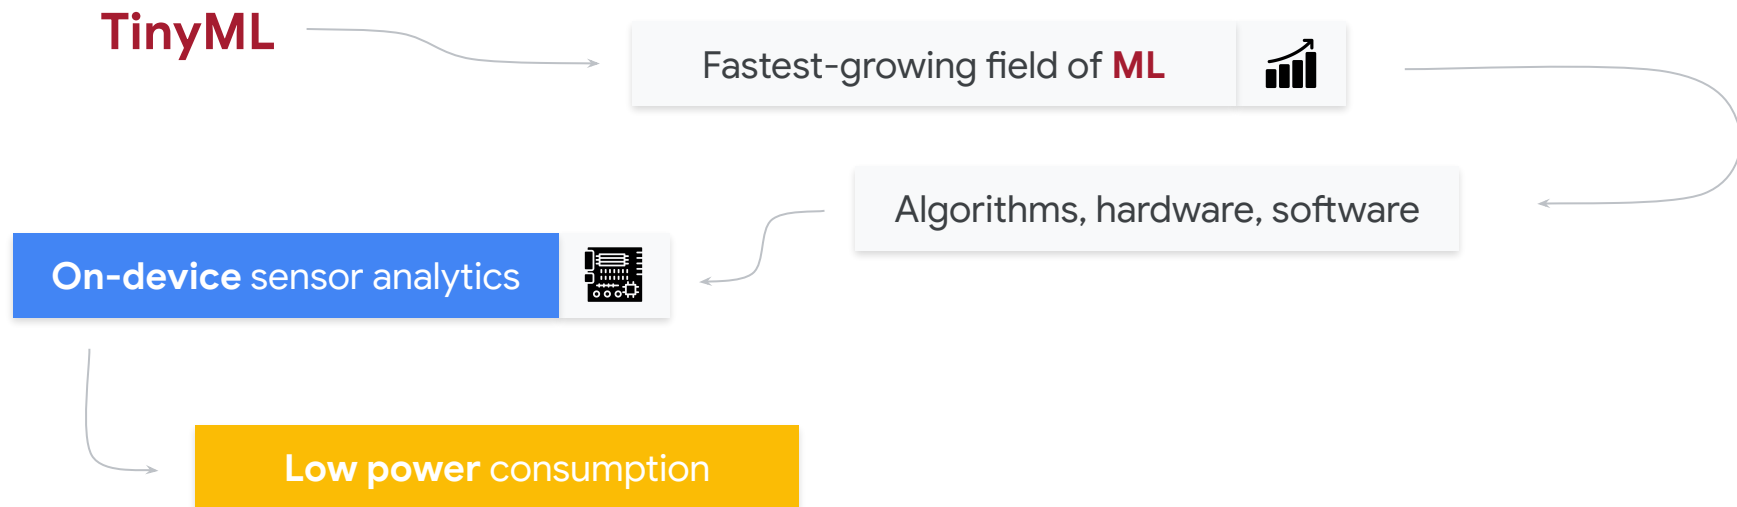 TinyML
Fastest-growing field of ML
Algorithms, hardware, software
On-device sensor analytics
Low power consumption